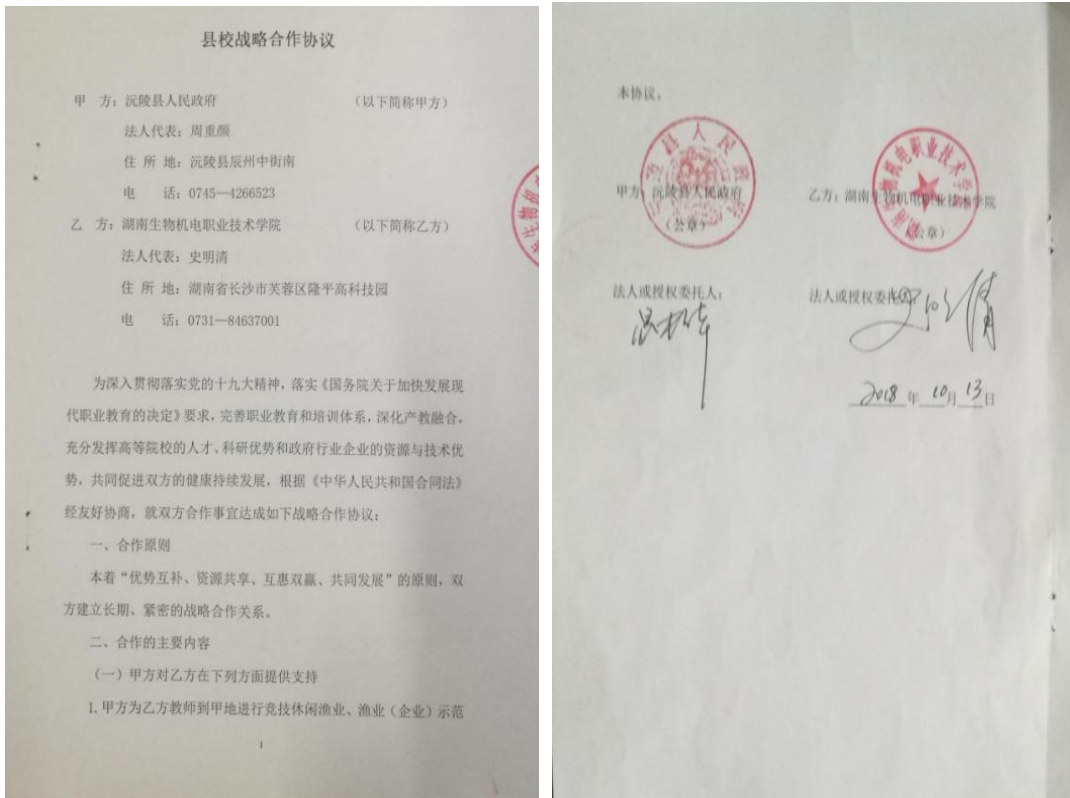 县校战略合作协议
甲 方：沅陵县人民政府 （以下简称甲方）
法人代表：周重颜
住 所 地：沅陵县辰州中街南
电 话：0745—4266523
乙 方：湖南生物机电职业技术学院 （以下简称乙方）
法人代表：史明清
住 所 地：湖南省长沙市芙蓉区隆平高科技园
电 话：0731—84637001
为深入贯彻落实党的十九大精神，落实《国务院关于加快发展现
代职业教育的决定》要求，完善职业教育和培训体系，深化产教融合，
充分发挥高等院校的人才、科研优势和政府行业企业的资源与技术优
势，共同促进双方的健康持续发展，根据《中华人民共和国合同法》
经友好协商，就双方合作事宜达成如下战略合作协议：
一、合作原则
本着“优势互补、资源共享、互惠双赢、共同发展”的原则，双
方建立长期、紧密的战略合作关系。
二、合作的主要内容
（一）甲方对乙方在下列方面提供支持
1.甲方为乙方教师到甲地进行竞技休闲渔业、渔业（企业）示范
1
本协议。
甲方：沅陵县人民政府
（公章）
乙方：湖南生物机电职业技术学院
（公章）
法人或授权委托人：
法人或授权委托人：
史明清
2018年10月13日